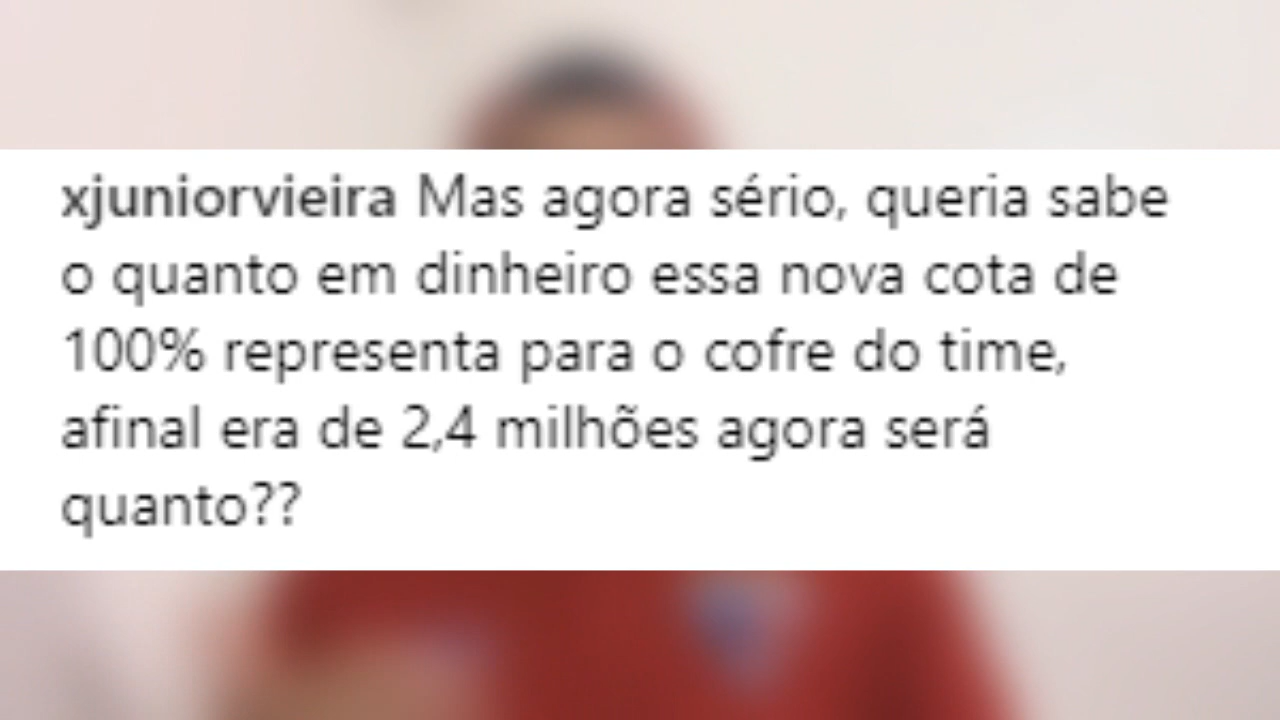 xjuniorvieira Mas agora sério, queria sabe
o quanto em dinheiro essa nova cota de
100% representa para o cofre do time,
afinal era de 2,4 milhões agora será
quanto??